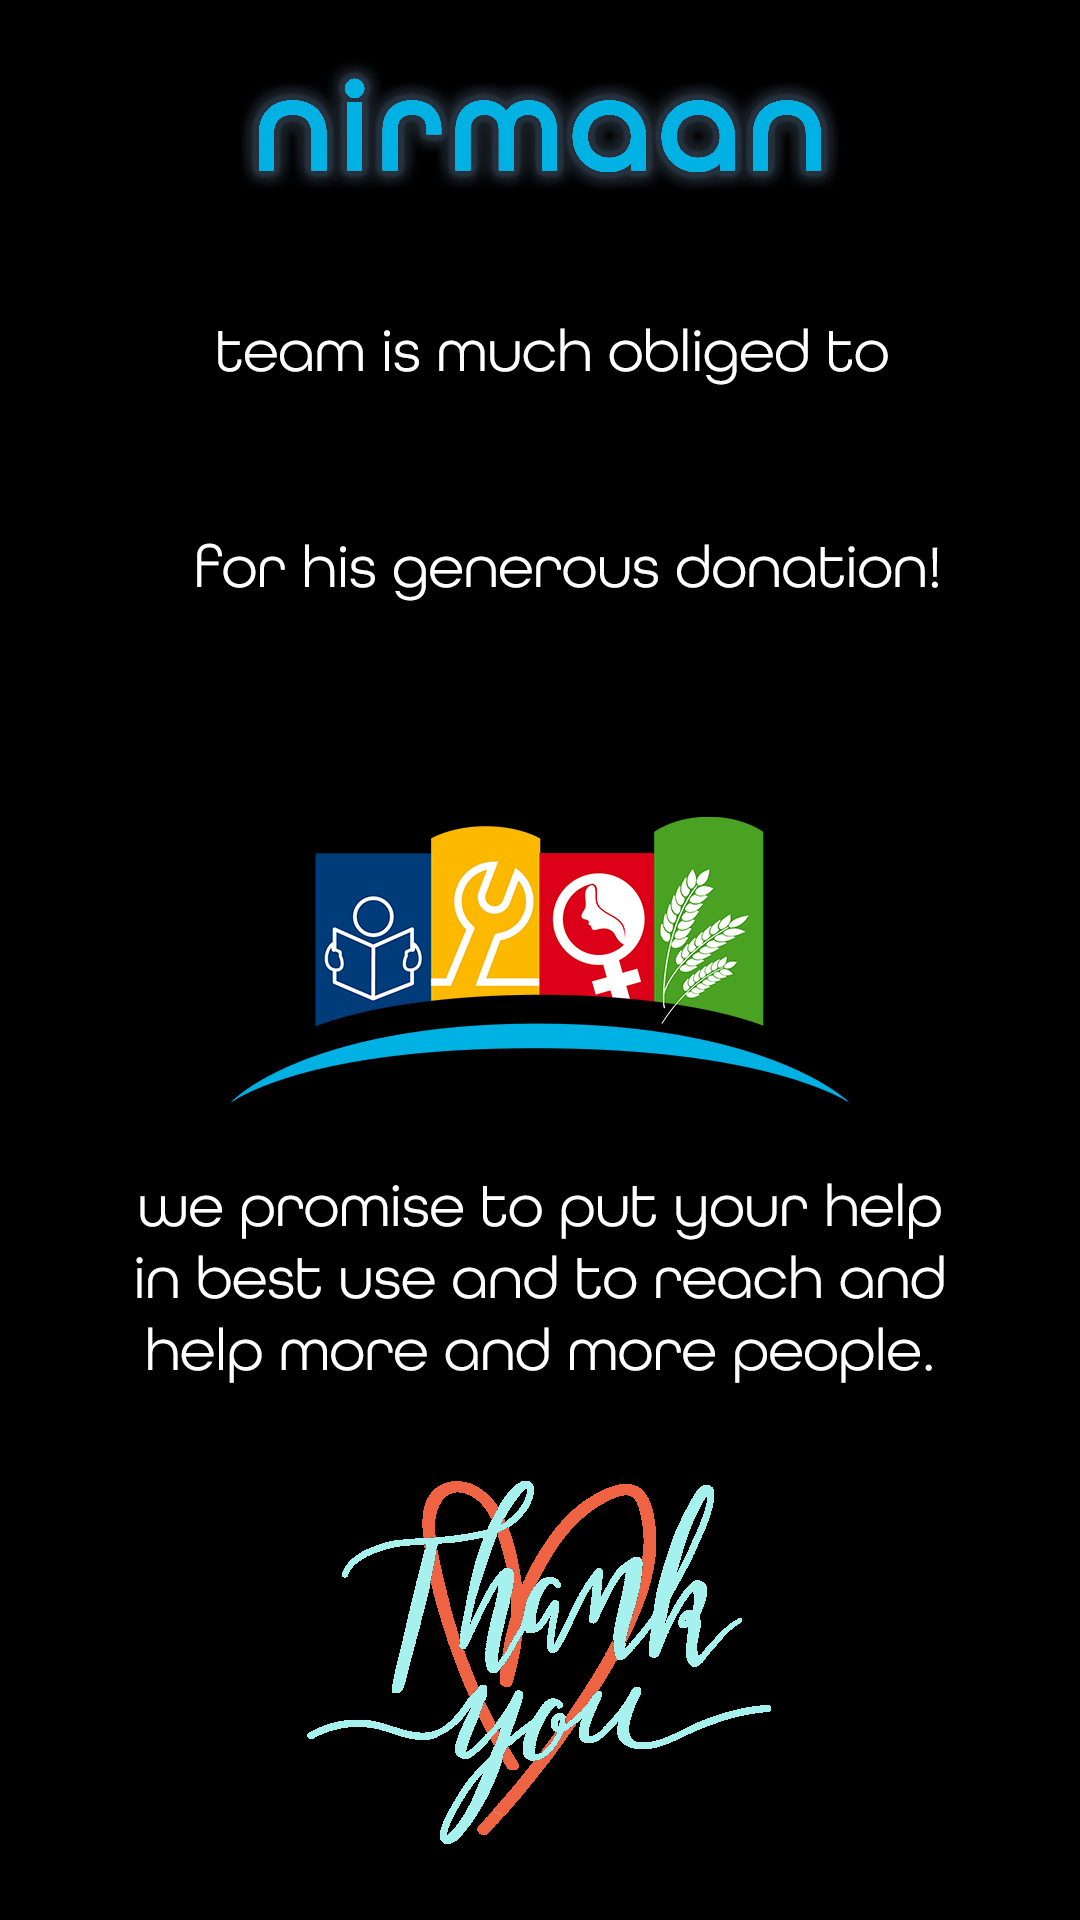 nirmaan
team is much obliged to
for his generous donation!
we promise to put your help
in best use and to reach and
help more and more people.
Thank
you